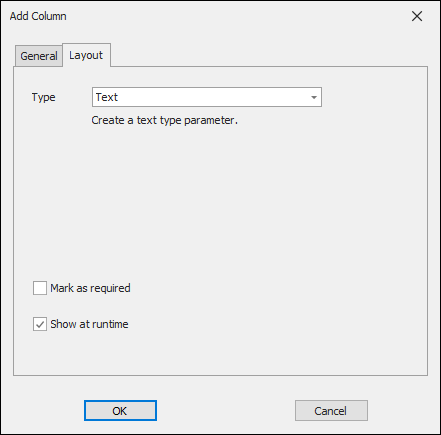 Add Column
General
Layout
Type
Text
Create a text type parameter.
Mark as required
Show at runtime
OK
Cancel